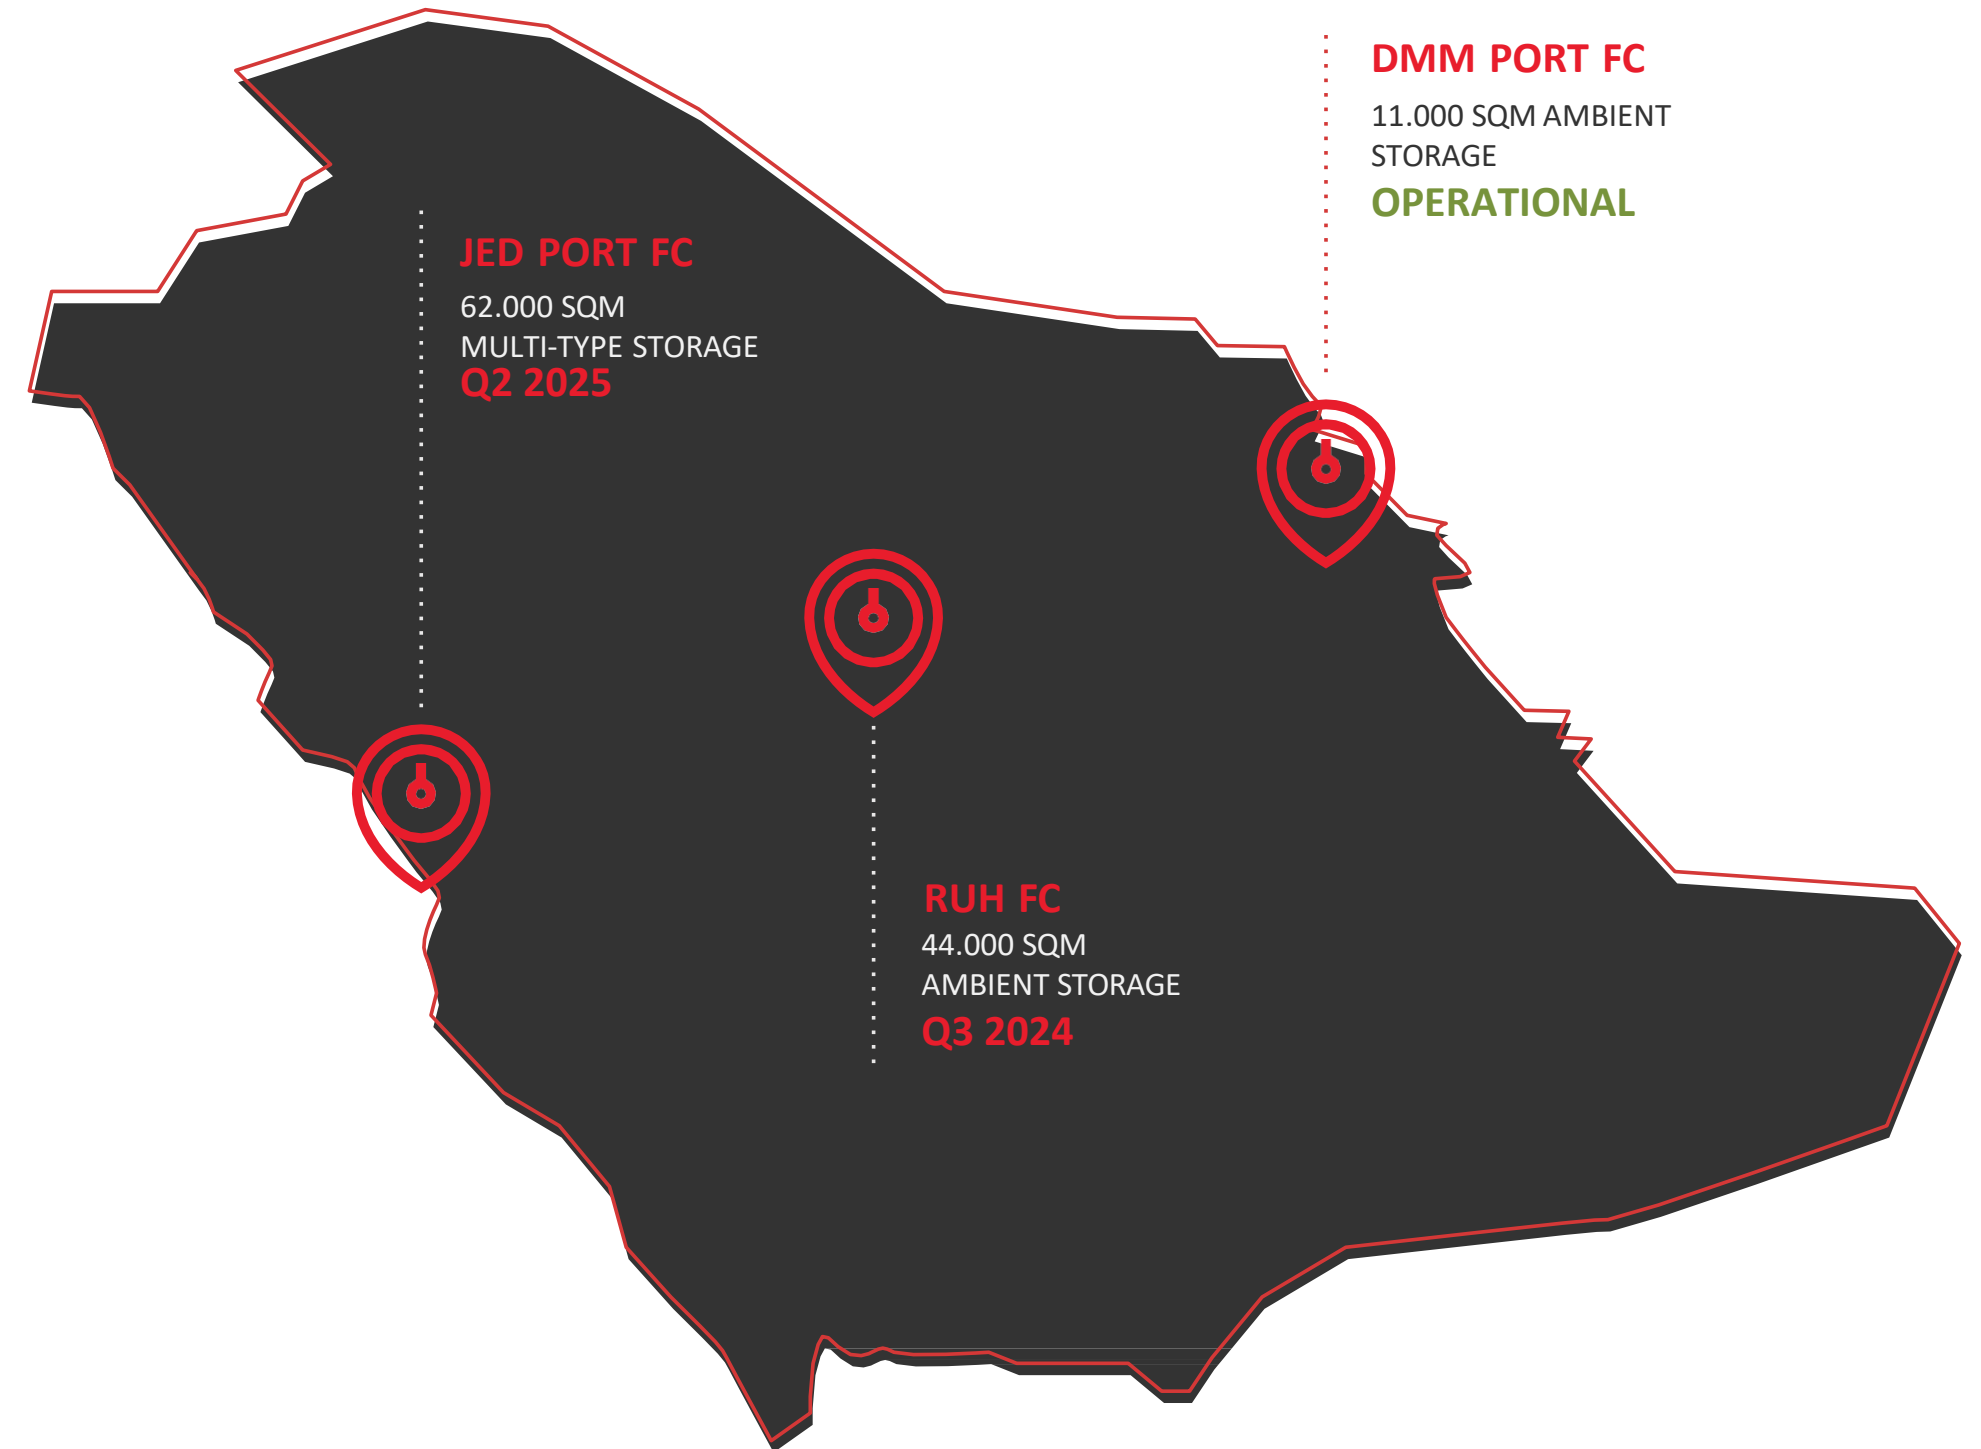 DMM PORT FC
11.000 SQM AMBIENT
STORAGE
OPERATIONAL
JED PORT FC
62.000 SQM
MULTI-TYPE STORAGE
Q2 2025
RUH FC
44.000 SQM
AMBIENT STORAGE
Q3 2024